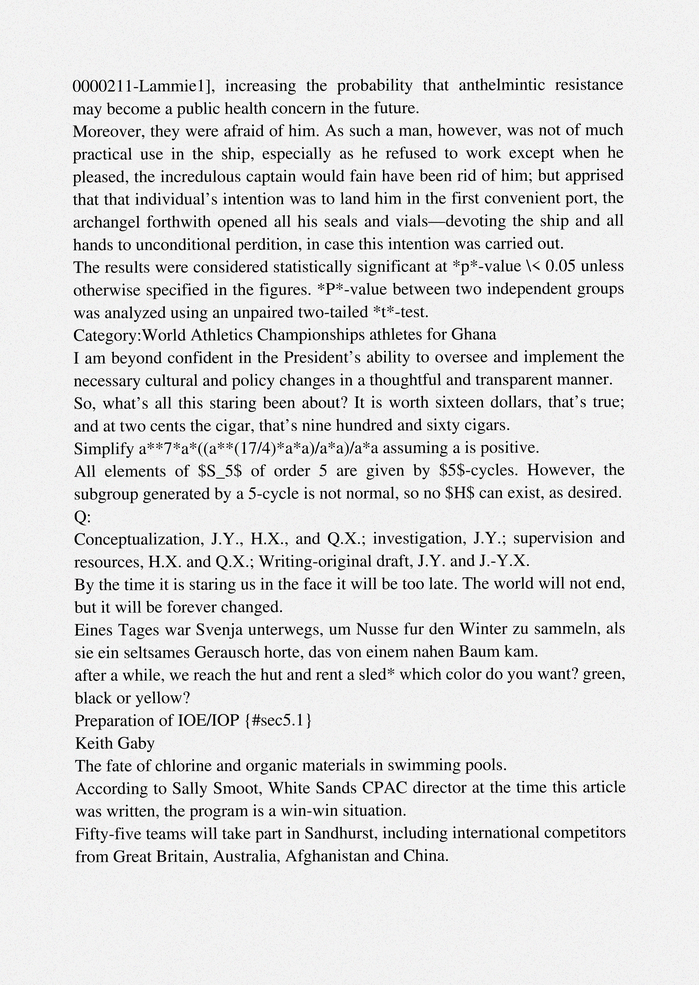 0000211-Lammie1], increasing the probability that anthelmintic resistance
may become a public health concern in the future.
Moreover, they were afraid of him. As such a man, however, was not of much
practical use in the ship, especially as he refused to work except when he
pleased, the incredulous captain would fain have been rid of him; but apprised
that that individual's intention was to land him in the first convenient port, the
archangel forthwith opened all his seals and vials—devoting the ship and all
hands to unconditional perdition, in case this intention was carried out.
The results were considered statistically significant at *p*-value \< 0.05 unless
otherwise specified in the figures. *P*-value between two independent groups
was analyzed using an unpaired two-tailed *t*-test.
Category:World Athletics Championships athletes for Ghana
I am beyond confident in the President's ability to oversee and implement the
necessary cultural and policy changes in a thoughtful and transparent manner.
So, what's all this staring been about? It is worth sixteen dollars, that's true;
and at two cents the cigar, that's nine hundred and sixty cigars.
Simplify a**7*a*((a**(17/4)*a*a)/a*a)/a*a assuming a is positive.
All elements of $S_5$ of order 5 are given by $5$-cycles. However, the
subgroup generated by a 5-cycle is not normal, so no $H$ can exist, as desired.
Q:
Conceptualization, J.Y., H.X., and Q.X.; investigation, J.Y.; supervision and
resources, H.X. and Q.X.; Writing-original draft, J.Y. and J.-Y.X.
By the time it is staring us in the face it will be too late. The world will not end,
but it will be forever changed.
Eines Tages war Svenja unterwegs, um Nusse fur den Winter zu sammeln, als
sie ein seltsames Gerausch horte, das von einem nahen Baum kam.
after a while, we reach the hut and rent a sled* which color do you want? green,
black or yellow?
Preparation of IOE/IOP {#sec5.1}
Keith Gaby
The fate of chlorine and organic materials in swimming pools.
According to Sally Smoot, White Sands CPAC director at the time this article
was written, the program is a win-win situation.
Fifty-five teams will take part in Sandhurst, including international competitors
from Great Britain, Australia, Afghanistan and China.